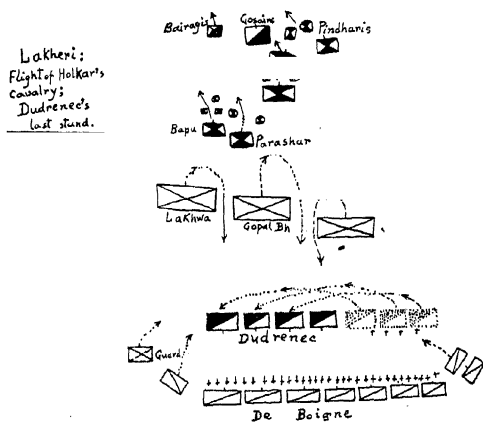 Lakheri;
Flight of Holkar's
cavalry;
Dudrenec's
last stand.
Bairagis
Gosains
Pindharis
Bapu
Parashar
Lakhwa
Gopal Bh
Dudrenec
Guard
De Boigne